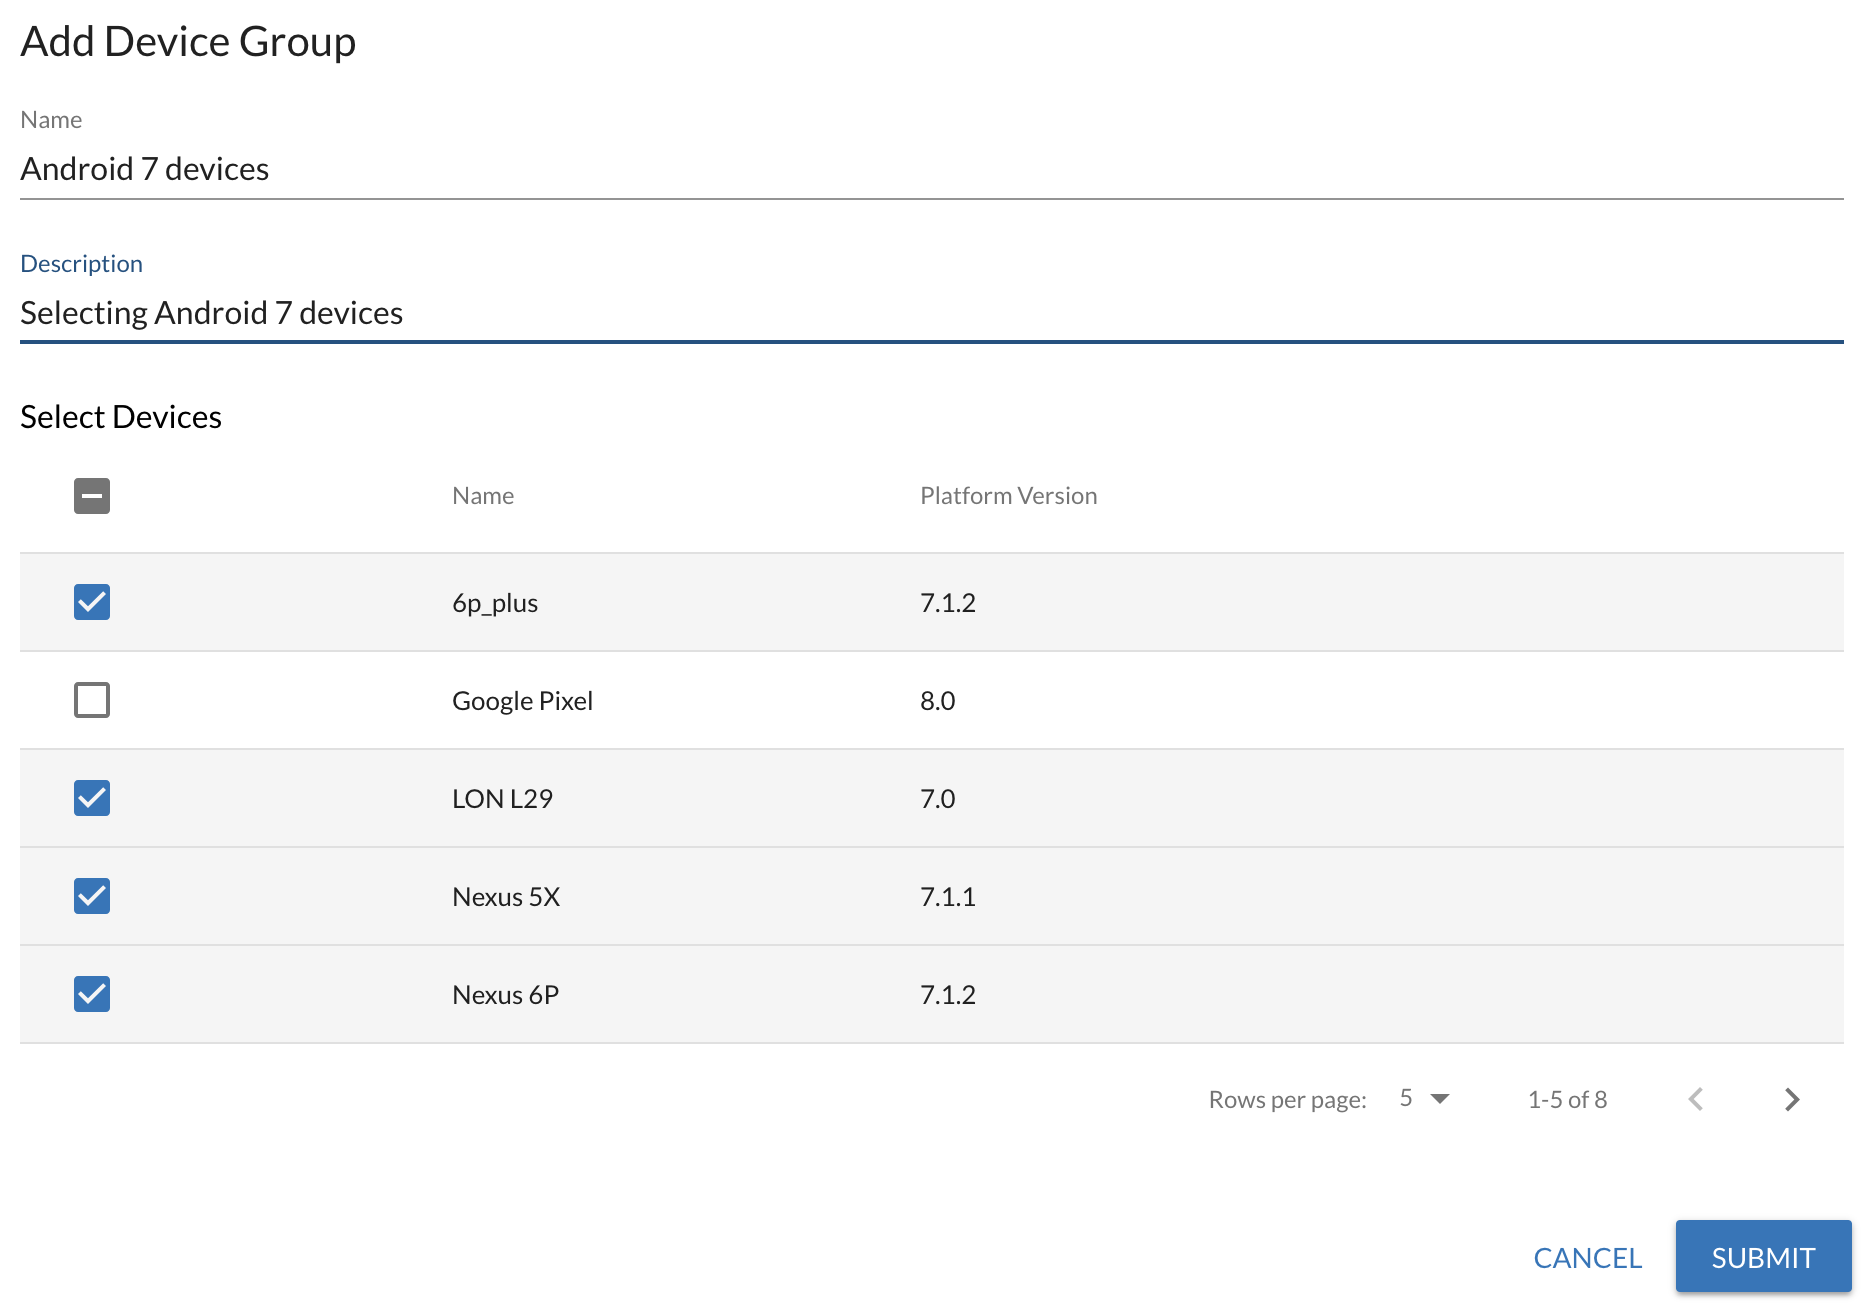 Add Device Group
Name
Android 7 devices
Description
Selecting Android 7 devices
Select Devices
Name Platform Version
6p_plus 7.1.2
Google Pixel 8.0
LON L29 7.0
Nexus 5X 7.1.1
Nexus 6P 7.1.2
Rows per page: 5 1-5 of 8
CANCEL SUBMIT